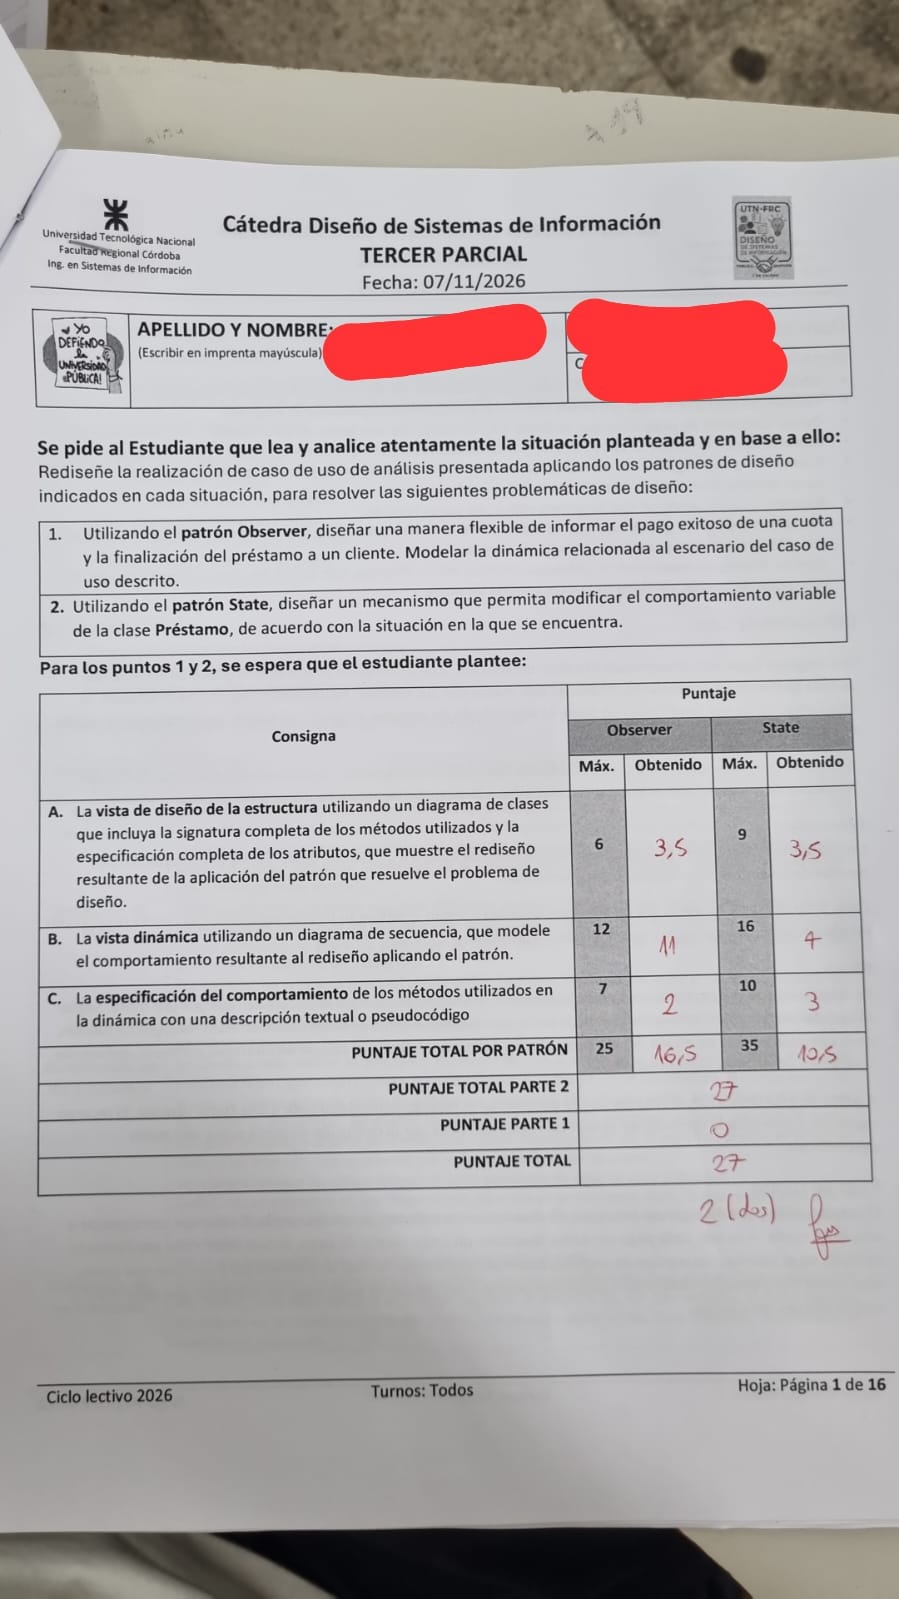 Universidad Tecnológica Nacional
Facultad Regional Córdoba
Ing. en Sistemas de Información
Cátedra Diseño de Sistemas de Información
TERCER PARCIAL
Fecha: 07/11/2026
UTN-FRC
DISEÑO
DE SISTEMAS
DE INFORMACIÓN
YO
DEFIENDO
la
UNIVERSIDAD
PÚBLICA!
APELLIDO Y NOMBRE:
(Escribir en imprenta mayúscula)
C
Se pide al Estudiante que lea y analice atentamente la situación planteada y en base a ello:
Rediseñe la realización de caso de uso de análisis presentada aplicando los patrones de diseño
indicados en cada situación, para resolver las siguientes problemáticas de diseño:
1. Utilizando el patrón Observer, diseñar una manera flexible de informar el pago exitoso de una cuota
y la finalización del préstamo a un cliente. Modelar la dinámica relacionada al escenario del caso de
uso descrito.
2. Utilizando el patrón State, diseñar un mecanismo que permita modificar el comportamiento variable
de la clase Préstamo, de acuerdo con la situación en la que se encuentra.
Para los puntos 1 y 2, se espera que el estudiante plantee:
Consigna
Puntaje
Observer State
Máx. Obtenido Máx. Obtenido
A. La vista de diseño de la estructura utilizando un diagrama de clases
que incluya la signatura completa de los métodos utilizados y la
especificación completa de los atributos, que muestre el rediseño
resultante de la aplicación del patrón que resuelve el problema de
diseño.
6 3,5 9 3,5
B. La vista dinámica utilizando un diagrama de secuencia, que modele
el comportamiento resultante al rediseño aplicando el patrón.
12 11 16 4
C. La especificación del comportamiento de los métodos utilizados en
la dinámica con una descripción textual o pseudocódigo
7 2 10 3
PUNTAJE TOTAL POR PATRÓN 25 16,5 35 10,5
PUNTAJE TOTAL PARTE 2 27
PUNTAJE PARTE 1 0
PUNTAJE TOTAL 27
2 (dos)
Ciclo lectivo 2026 Turnos: Todos Hoja: Página 1 de 16